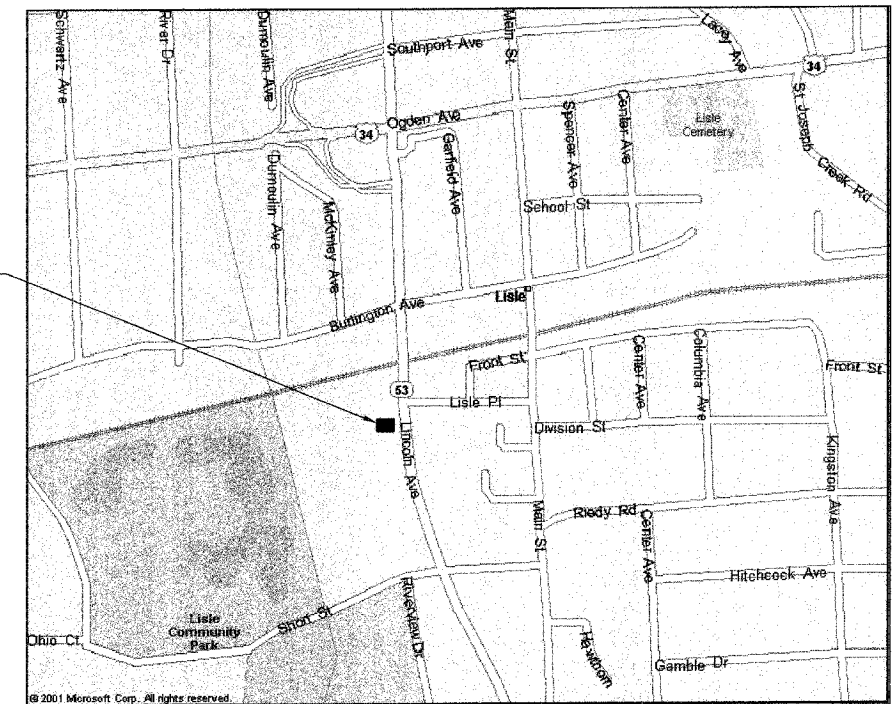 Schwartz Ave
River Dr.
Dumoulin Ave
Southport Ave
Main St.
Lacey Ave
34
Ogden Ave
34
Garfield Ave
Spencer Ave
Center Ave
Lisle
Cemetery
St Joseph
Creek Rd
Dumoulin Ave
McKinley Ave
School St
Burlington Ave
Lisle
Front St
Center Ave
Columbia Ave
Front St
53
Lisle Pl
Division St
Lincoln Ave
Kingston Ave
Main St.
Riedy Rd
Center Ave
Hitchcock Ave
Riverview Dr.
Short St
Lisle
Community
Park
Ohio Ct
Hawthorn
Gamble Dr
© 2001 Microsoft Corp. All rights reserved.